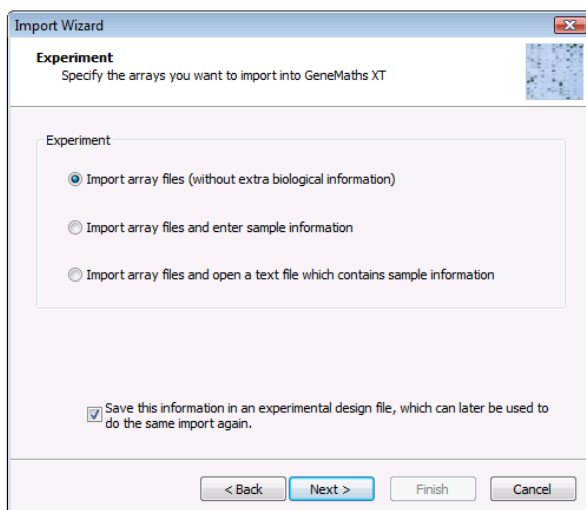 Import Wizard
Experiment
Specify the arrays you want to import into GeneMaths XT
Experiment
Import array files (without extra biological information)
Import array files and enter sample information
Import array files and open a text file which contains sample information
Save this information in an experimental design file, which can later be used to
do the same import again.
< Back
Next >
Finish
Cancel